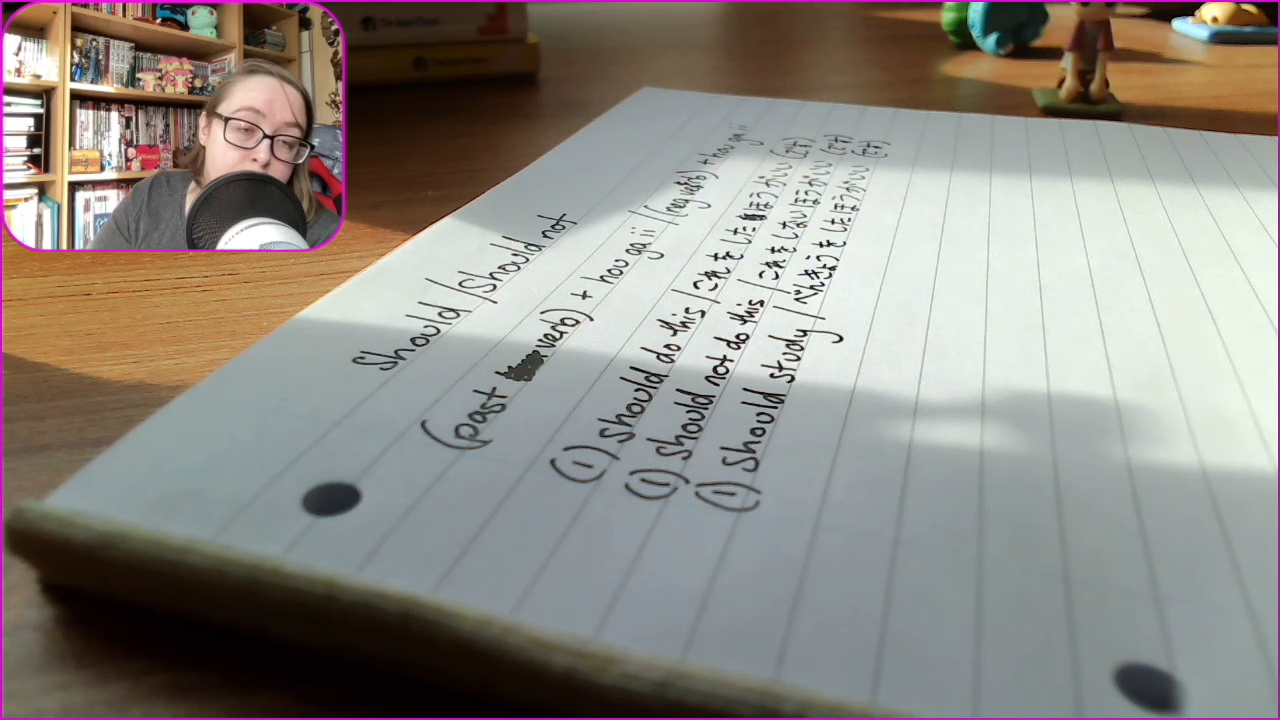 Should / Should not
(past verb) + hou ga ii / (neg verb) + hou ga ii
(I) should do this / これをしたほうがいい (です)
(I) should not do this / これをしないほうがいい (です)
(I) should study / べんきょうをしたほうがいい (です)